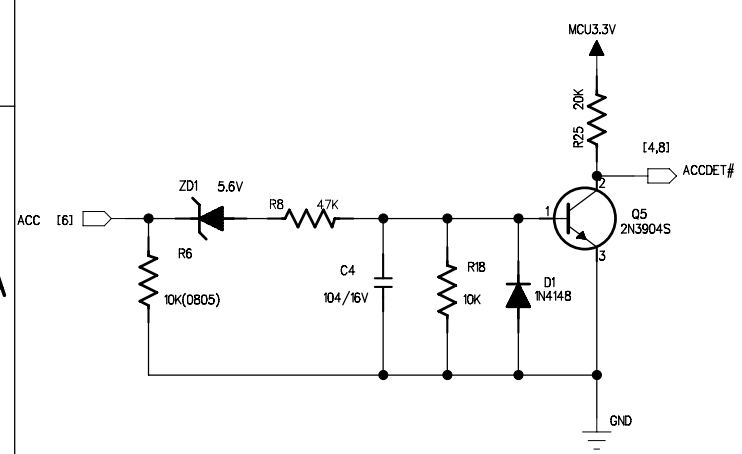 MCU3.3V
20K
R25
[4,8]
ACCDET#
ZD1 5.6V
2
R8 47K
1
Q5
2N3904S
ACC [6]
R6
3
C4
R18
D1
10K(0805)
104/16V
10K
1N4148
GND